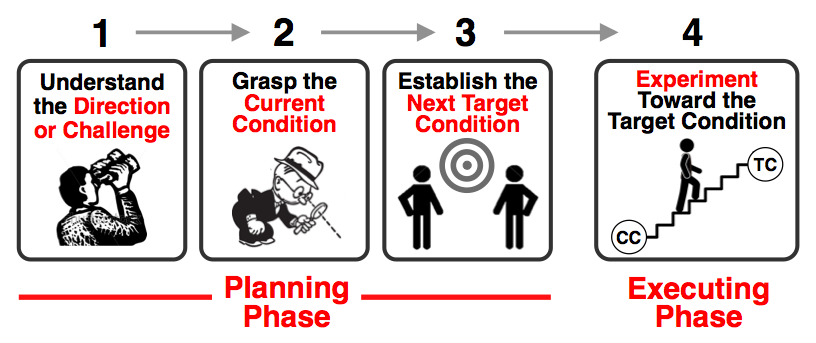 1
2
3
4
Understand
the Direction
or Challenge
Grasp the
Current
Condition
Establish the
Next Target
Condition
Experiment
Toward the
Target Condition
CC
TC
Planning
Phase
Executing
Phase